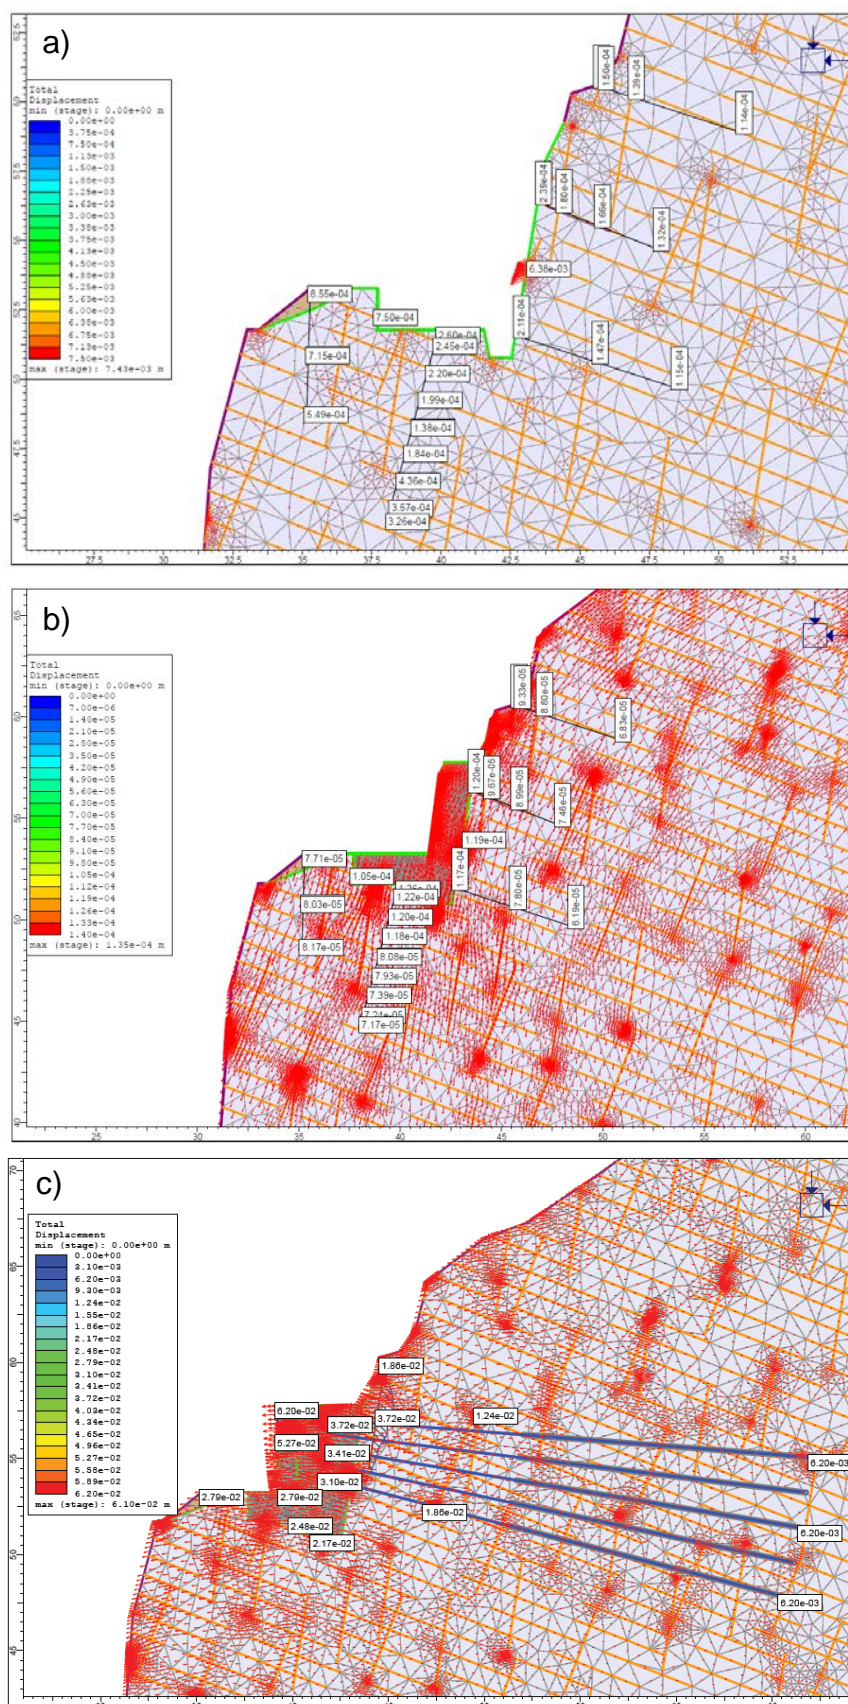 a)
Total
Displacement
min (stage): 0.00e+00 m
0.00e+00
3.75e-04
7.50e-04
1.13e-03
1.50e-03
1.88e-03
2.25e-03
2.63e-03
3.00e-03
3.38e-03
3.75e-03
4.13e-03
4.50e-03
4.88e-03
5.25e-03
5.63e-03
6.00e-03
6.38e-03
6.75e-03
7.13e-03
7.50e-03
max (stage): 7.43e-03 m
1.50e-04
1.39e-04
1.14e-04
2.39e-04
1.80e-04
1.66e-04
1.32e-04
6.38e-03
8.55e-04
7.50e-04
2.11e-04
2.60e-04
2.45e-04
7.15e-04
1.47e-04
2.20e-04
1.15e-04
1.99e-04
5.49e-04
1.38e-04
1.84e-04
4.36e-04
3.57e-04
3.26e-04
62.5
60
57.5
55
52.5
50
47.5
45
27.5
32.5
37.5
40
42.5
45
47.5
50
52.5
b)
Total
Displacement
min (stage): 0.00e+00 m
0.00e+00
7.00e-06
1.40e-05
2.10e-05
2.80e-05
3.50e-05
4.20e-05
4.90e-05
5.60e-05
6.30e-05
7.00e-05
7.70e-05
8.40e-05
9.10e-05
9.80e-05
1.05e-04
1.12e-04
1.19e-04
1.26e-04
1.33e-04
1.40e-04
max (stage): 1.35e-04 m
9.33e-05
8.80e-05
6.83e-05
1.20e-04
9.67e-05
8.99e-05
7.46e-05
1.19e-04
7.71e-05
1.05e-04
1.17e-04
1.22e-04
7.80e-05
8.03e-05
1.20e-04
6.19e-05
1.18e-04
8.17e-05
8.08e-05
7.93e-05
7.39e-05
7.24e-05
7.17e-05
65
60
55
50
45
40
25
30
35
40
45
50
55
60
c)
Total
Displacement
min (stage): 0.00e+00 m
0.00e+00
3.10e-03
6.20e-03
9.30e-03
1.24e-02
1.55e-02
1.86e-02
2.17e-02
2.48e-02
2.79e-02
3.10e-02
3.41e-02
3.72e-02
4.03e-02
4.34e-02
4.65e-02
4.96e-02
5.27e-02
5.58e-02
5.89e-02
6.20e-02
max (stage): 6.10e-02 m
1.86e-02
6.20e-02
3.72e-02
3.72e-02
1.24e-02
5.27e-02
3.41e-02
6.20e-03
3.10e-02
2.79e-02
2.79e-02
1.86e-02
2.48e-02
6.20e-03
2.17e-02
6.20e-03
70
65
60
55
50
45